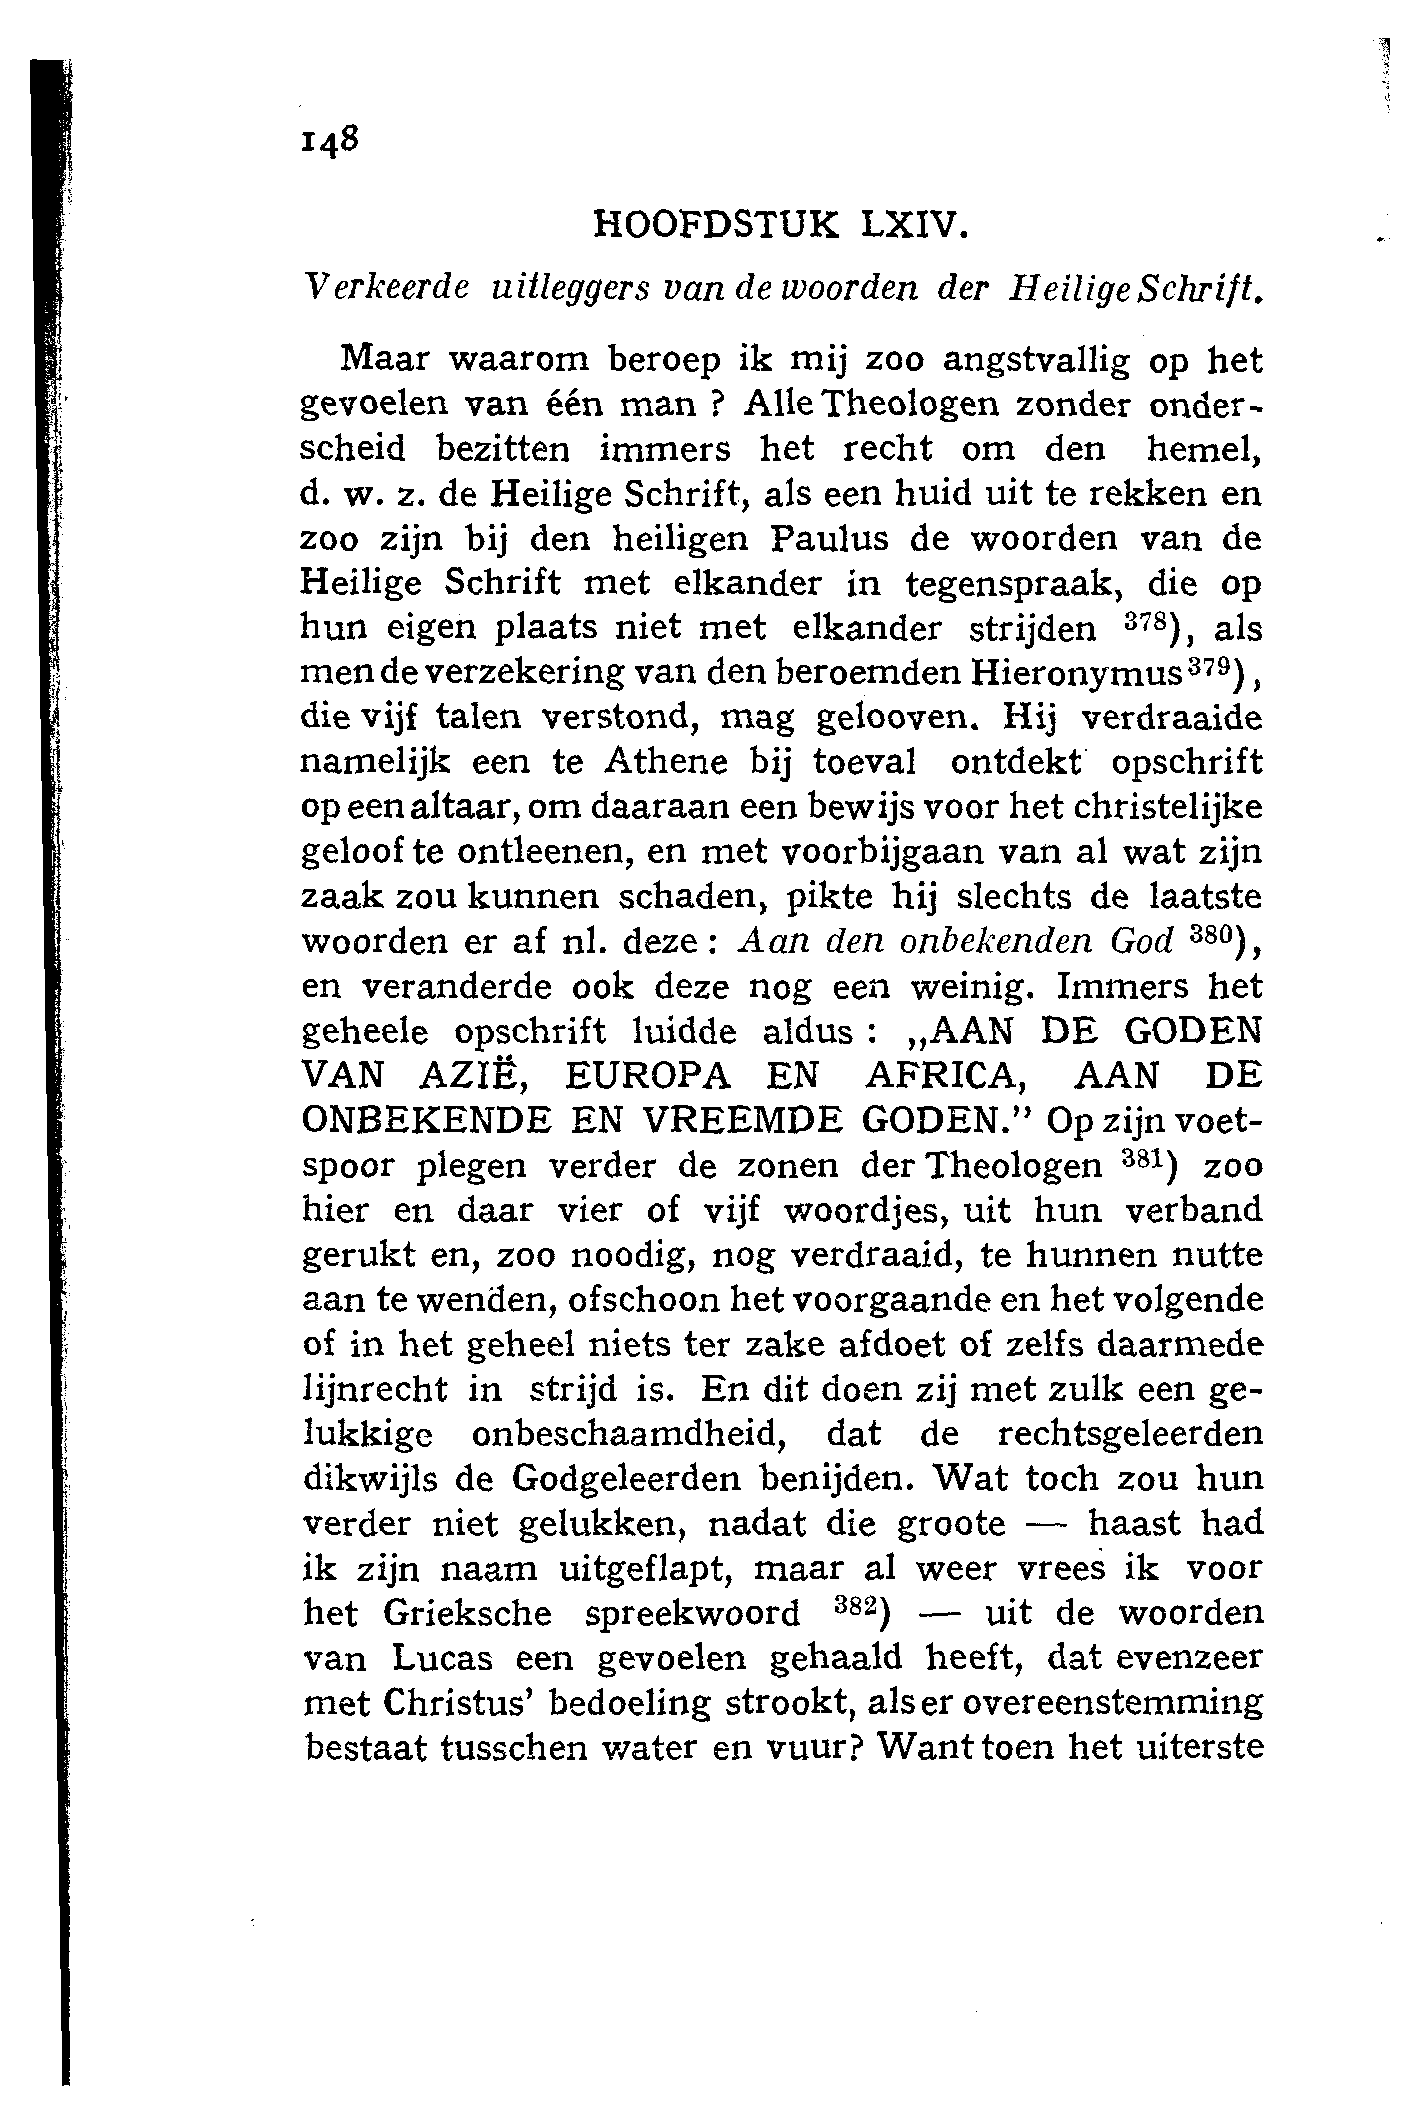 148
HOOFDSTUK LXIV.
Verkeerde uitleggers van de woorden der Heilige Schrift.
Maar waarom beroep ik mij zoo angstvallig op het
gevoelen van één man ? Alle Theologen zonder onder-
scheid bezitten immers het recht om den hemel,
d. w. z. de Heilige Schrift, als een huid uit te rekken en
zoo zijn bij den heiligen Paulus de woorden van de
Heilige Schrift met elkander in tegenspraak, die op
hun eigen plaats niet met elkander strijden ³⁷⁸), als
men de verzekering van den beroemden Hieronymus ³⁷⁹),
die vijf talen verstond, mag gelooven. Hij verdraaide
namelijk een te Athene bij toeval ontdekt opschrift
op een altaar, om daaraan een bewijs voor het christelijke
geloof te ontleenen, en met voorbijgaan van al wat zijn
zaak zou kunnen schaden, pikte hij slechts de laatste
woorden er af nl. deze : Aan den onbekenden God ³⁸⁰),
en veranderde ook deze nog een weinig. Immers het
geheele opschrift luidde aldus : „AAN DE GODEN
VAN AZIË, EUROPA EN AFRICA, AAN DE
ONBEKENDE EN VREEMDE GODEN.” Op zijn voet-
spoor plegen verder de zonen der Theologen ³⁸¹) zoo
hier en daar vier of vijf woordjes, uit hun verband
gerukt en, zoo noodig, nog verdraaid, te hunnen nutte
aan te wenden, ofschoon het voorgaande en het volgende
of in het geheel niets ter zake afdoet of zelfs daarmede
lijnrecht in strijd is. En dit doen zij met zulk een ge-
lukkige onbeschaamdheid, dat de rechtsgeleerden
dikwijls de Godgeleerden benijden. Wat toch zou hun
verder niet gelukken, nadat die groote — haast had
ik zijn naam uitgeflapt, maar al weer vrees ik voor
het Grieksche spreekwoord ³⁸²) — uit de woorden
van Lucas een gevoelen gehaald heeft, dat evenzeer
met Christus’ bedoeling strookt, als er overeenstemming
bestaat tusschen water en vuur? Want toen het uiterste